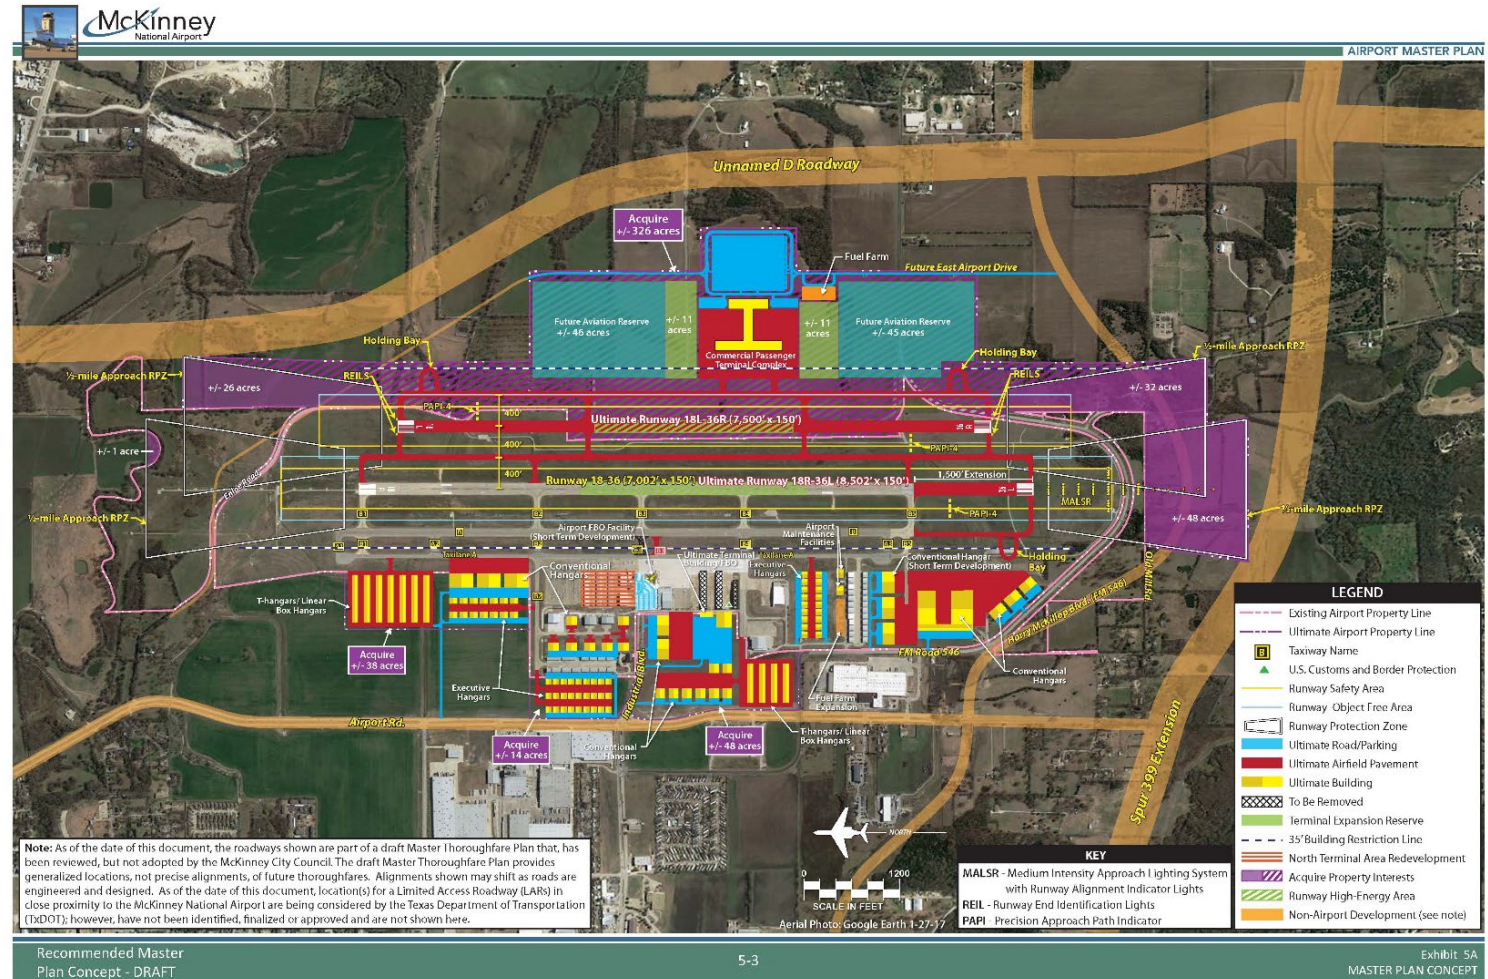 McKinney
National Airport
AIRPORT MASTER PLAN
Unnamed D Roadway
Acquire
+/- 326 acres
Fuel Farm
Future East Airport Drive
Future Aviation Reserve
+/- 46 acres
+/- 11
acres
+/- 11
acres
Future Aviation Reserve
+/- 45 acres
Commercial Passenger
Terminal Complex
Holding Bay
Holding Bay
½-mile Approach RPZ
½-mile Approach RPZ
REILS
REILS
+/- 26 acres
+/- 32 acres
PAPI-4
400'
Ultimate Runway 18L-36R (7,500' x 150')
+/- 1 acre
400'
PAPI-4
Enloe Road
400'
Runway 18-36 (7,002' x 150')
Ultimate Runway 18R-36L (8,502' x 150')
1,500' Extension
MALSR
PAPI-4
½-mile Approach RPZ
½-mile Approach RPZ
+/- 48 acres
Airport FBO Facility
(Short Term Development)
Airport
Maintenance
Facilities
Taxilane A
Ultimate Terminal
Building/FBO
Taxilane A
Executive
Hangars
Conventional Hangar
(Short Term Development)
Holding
Bay
Conventional
Hangars
T-hangars/ Linear
Box Hangars
Old Mill Rd.
Harry McKillop Blvd. (FM 546)
FM Road 546
Acquire
+/- 38 acres
Executive
Hangars
Industrial Blvd.
Conventional
Hangars
Fuel Farm
Expansion
Airport Rd.
T-hangars/ Linear
Box Hangars
Acquire
+/- 14 acres
Conventional
Hangars
Acquire
+/- 48 acres
Spur 399 Extension
LEGEND
Existing Airport Property Line
Ultimate Airport Property Line
B Taxiway Name
U.S. Customs and Border Protection
Runway Safety Area
Runway Object Free Area
Runway Protection Zone
Ultimate Road/Parking
Ultimate Airfield Pavement
Ultimate Building
To Be Removed
Terminal Expansion Reserve
35' Building Restriction Line
North Terminal Area Redevelopment
Acquire Property Interests
Runway High-Energy Area
Non-Airport Development (see note)
Note: As of the date of this document, the roadways shown are part of a draft Master Thoroughfare Plan that, has
been reviewed, but not adopted by the McKinney City Council. The draft Master Thoroughfare Plan provides
generalized locations, not precise alignments, of future thoroughfares. Alignments shown may shift as roads are
engineered and designed. As of the date of this document, location(s) for a Limited Access Roadway (LARs) in
close proximity to the McKinney National Airport are being considered by the Texas Department of Transportation
(TxDOT); however, have not been identified, finalized or approved and are not shown here.
NORTH
0 1200
SCALE IN FEET
Aerial Photo: Google Earth 1-27-17
KEY
MALSR - Medium Intensity Approach Lighting System
with Runway Alignment Indicator Lights
REIL - Runway End Identification Lights
PAPI - Precision Approach Path Indicator
Recommended Master
Plan Concept - DRAFT
5-3
Exhibit 5A
MASTER PLAN CONCEPT